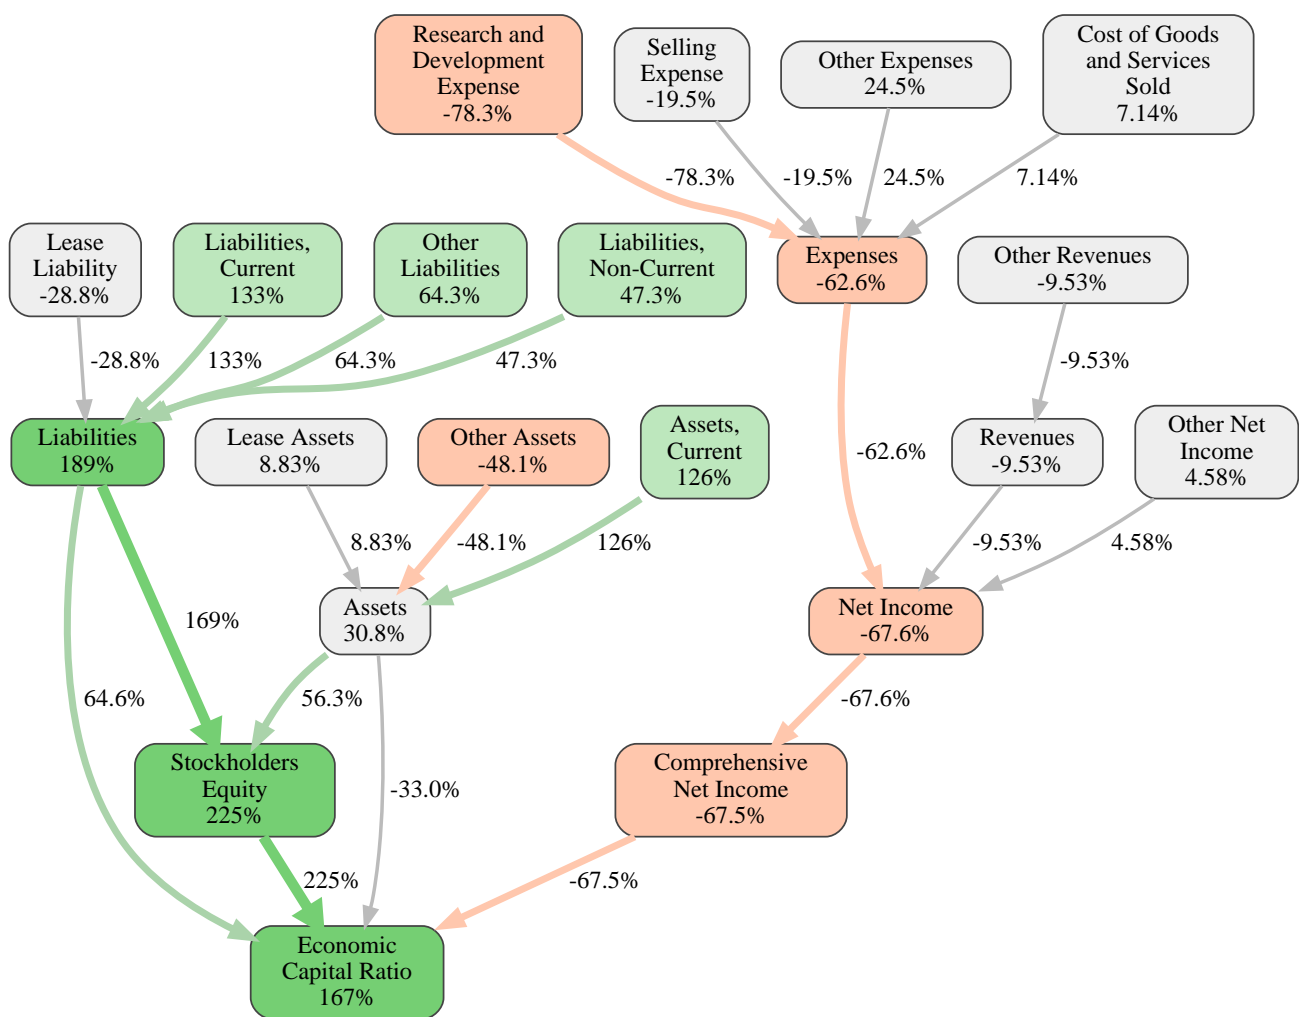 Research and
Development
Expense
-78.3%
Selling
Expense
-19.5%
Other Expenses
24.5%
Cost of Goods
and Services
Sold
7.14%
-78.3%
-19.5%
24.5%
7.14%
Lease
Liability
-28.8%
Liabilities,
Current
133%
Other
Liabilities
64.3%
Liabilities,
Non-Current
47.3%
Expenses
-62.6%
Other Revenues
-9.53%
-28.8%
133%
64.3%
47.3%
-9.53%
Liabilities
189%
Lease Assets
8.83%
Other Assets
-48.1%
Assets,
Current
126%
-62.6%
Revenues
-9.53%
Other Net
Income
4.58%
8.83%
-48.1%
126%
-9.53%
4.58%
169%
Assets
30.8%
Net Income
-67.6%
64.6%
56.3%
-67.6%
Stockholders
Equity
225%
-33.0%
Comprehensive
Net Income
-67.5%
225%
-67.5%
Economic
Capital Ratio
167%